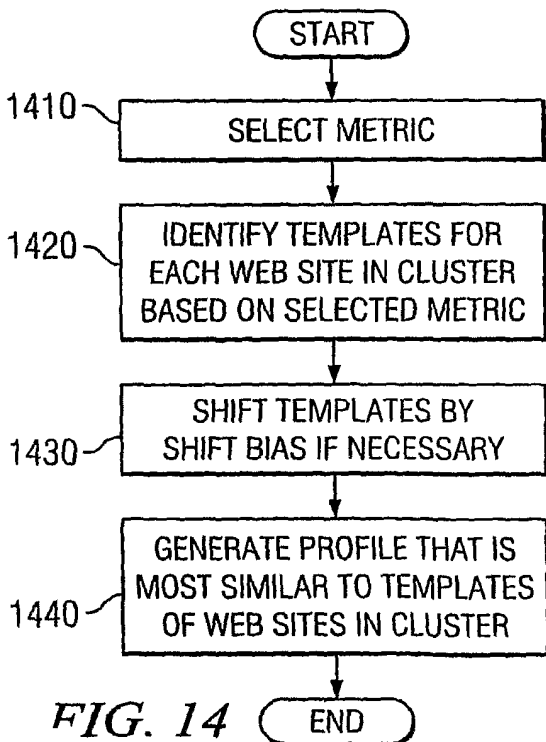 START
1410
SELECT METRIC
1420
IDENTIFY TEMPLATES FOR
EACH WEB SITE IN CLUSTER
BASED ON SELECTED METRIC
1430
SHIFT TEMPLATES BY
SHIFT BIAS IF NECESSARY
1440
GENERATE PROFILE THAT IS
MOST SIMILAR TO TEMPLATES
OF WEB SITES IN CLUSTER
FIG. 14
END